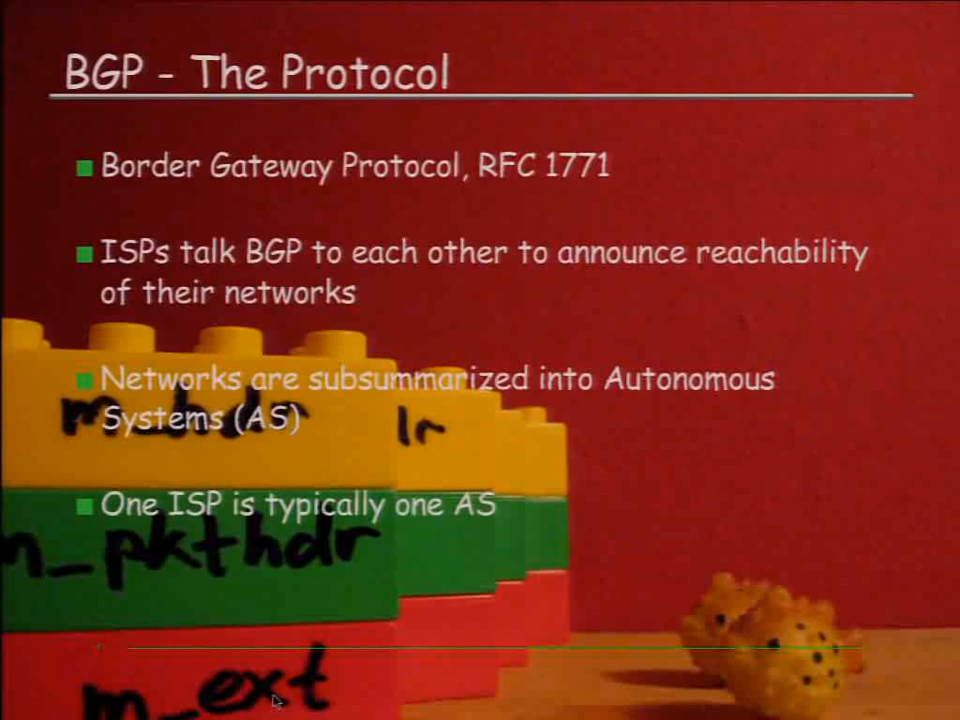 BGP - The Protocol
Border Gateway Protocol, RFC 1771
ISPs talk BGP to each other to announce reachability
of their networks
Networks are subsummarized into Autonomous
Systems (AS)
m_hdr
One ISP is typically one AS
m_pkthdr
m_ext